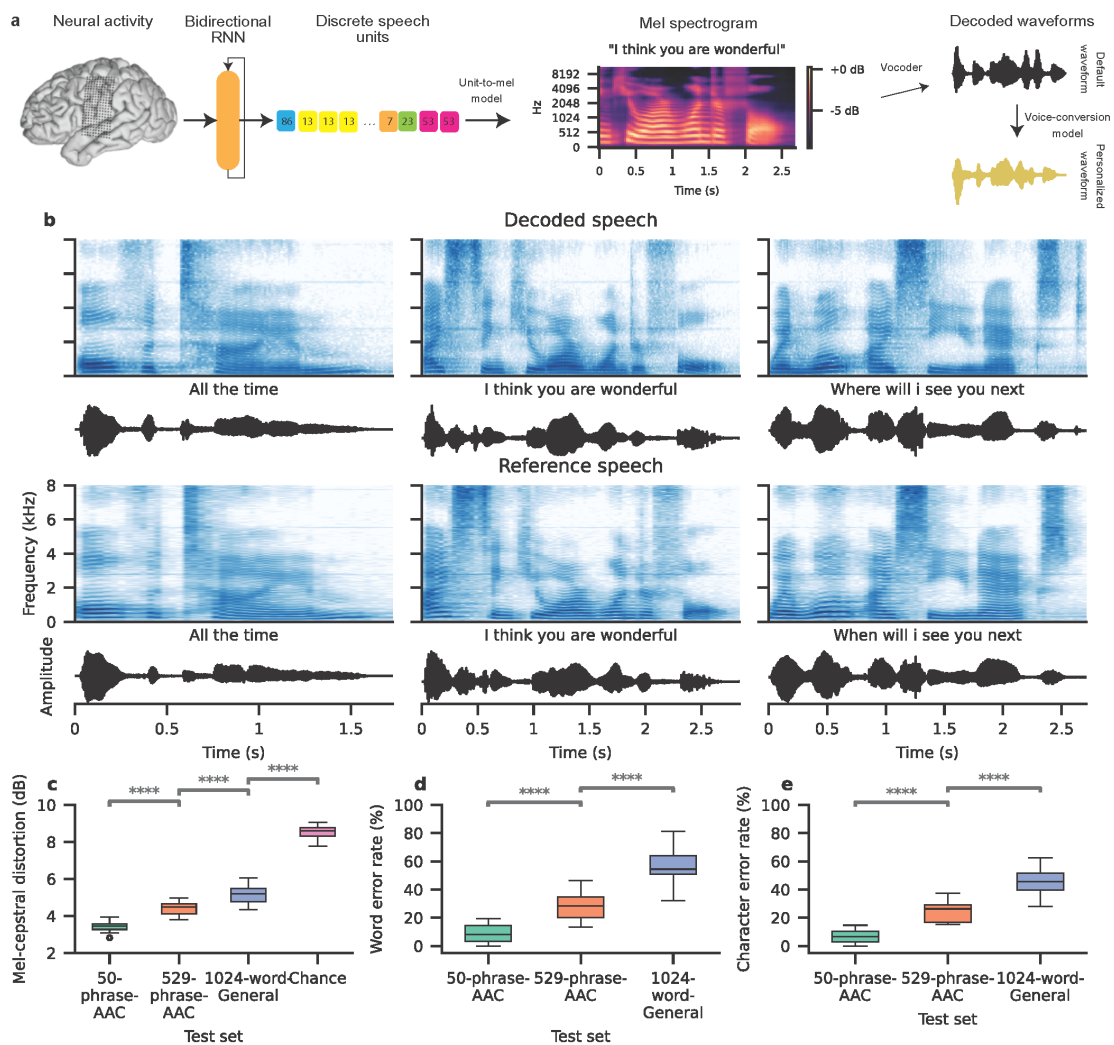 a
Neural activity
Bidirectional
RNN
Discrete speech
units
Mel spectrogram
Decoded waveforms
"I think you are wonderful"
86 13 13 13 ... 7 23 53 53
Unit-to-mel
model
Hz
8192
4096
2048
1024
512
0
0 0.5 1 1.5 2 2.5
Time (s)
+0 dB
-5 dB
Vocoder
Default
waveform
Voice-conversion
model
Personalized
waveform
b
Decoded speech
All the time
I think you are wonderful
Where will i see you next
Reference speech
Frequency (kHz)
8
6
4
2
0
All the time
I think you are wonderful
When will i see you next
Amplitude
0 0.5 1 1.5
Time (s)
0 0.5 1 1.5 2 2.5
Time (s)
0 0.5 1 1.5 2 2.5
Time (s)
c
Mel-cepstral distortion (dB)
10
8
6
4
2
**** **** ****
50-
phrase-
AAC
529-
phrase-
AAC
1024-word-
General
Chance
Test set
d
Word error rate (%)
100
80
60
40
20
0
**** ****
50-phrase-
AAC
529-phrase-
AAC
1024-
word-
General
Test set
e
Character error rate (%)
100
80
60
40
20
0
**** ****
50-phrase-
AAC
529-phrase-
AAC
1024-word-
General
Test set